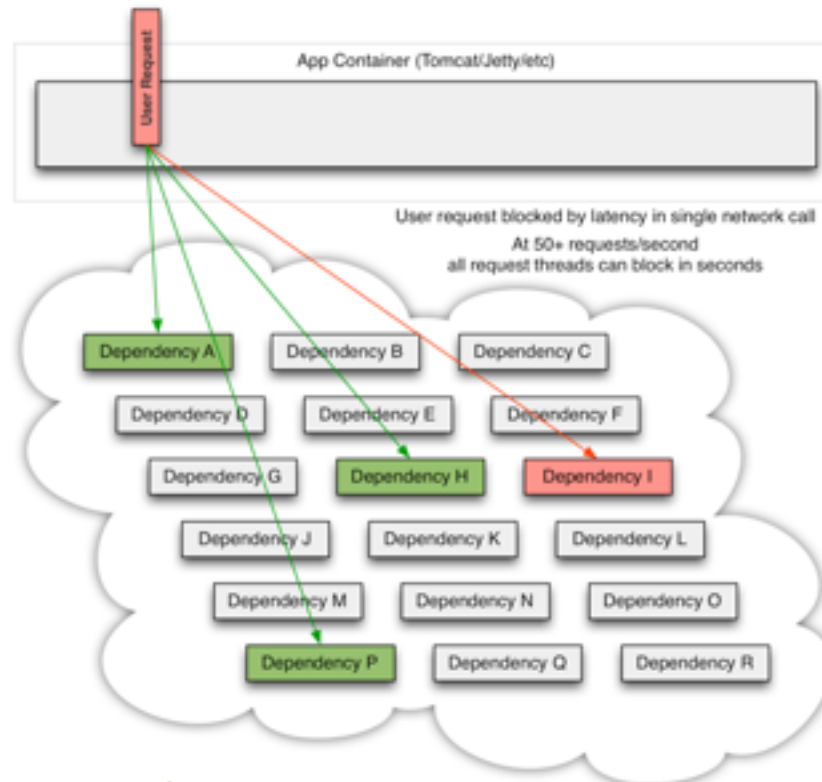 User Request
App Container (Tomcat/Jetty/etc)
User request blocked by latency in single network call
At 50+ requests/second
all request threads can block in seconds
Dependency A
Dependency B
Dependency C
Dependency D
Dependency E
Dependency F
Dependency G
Dependency H
Dependency I
Dependency J
Dependency K
Dependency L
Dependency M
Dependency N
Dependency O
Dependency P
Dependency Q
Dependency R